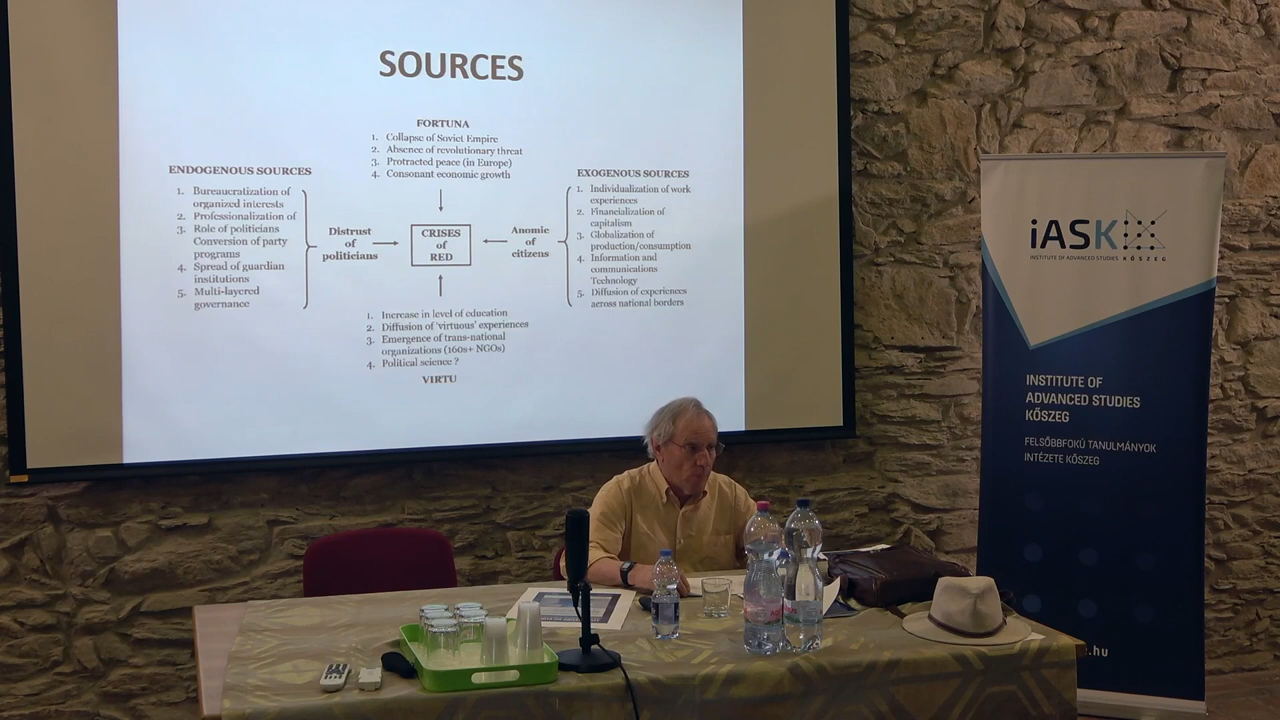 SOURCES
FORTUNA
1. Collapse of Soviet Empire
2. Absence of revolutionary threat
3. Protracted peace (in Europe)
4. Consonant economic growth
ENDOGENOUS SOURCES
1. Bureaucratization of
organized interests
2. Professionalization of
3. Role of politicians
Conversion of party
programs
4. Spread of guardian
institutions
5. Multi-layered
governance
Distrust
of
politicians
CRISES
of
RED
Anomic
of
citizens
EXOGENOUS SOURCES
1. Individualization of work
experiences
2. Financialization of
capitalism
3. Globalization of
production/consumption
4. Information and
communications
Technology
5. Diffusion of experiences
across national borders
1. Increase in level of education
2. Diffusion of 'virtuous' experiences
3. Emergence of trans-national
organizations (160s+ NGOs)
4. Political science ?
VIRTU
iASK
INSTITUTE OF ADVANCED STUDIES KŐSZEG
INSTITUTE OF
ADVANCED STUDIES
KŐSZEG
FELSŐBBFOKÚ TANULMÁNYOK
INTÉZETE KŐSZEG
.hu